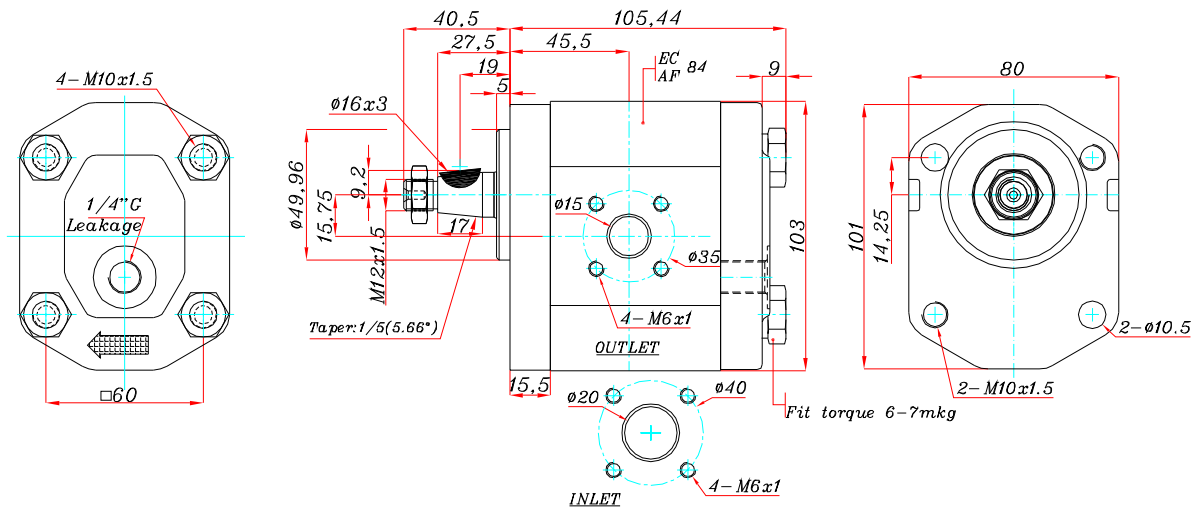 4-M10x1.5
1/4"G
Leakage
□60
40,5
105,44
27,5
45,5
19
5
EC
AF 84
9
ø16x3
ø49,96
9,2
15,75
M12x1.5
17
Taper:1/5(5.66°)
ø15
ø35
4-M6x1
OUTLET
103
15,5
ø20
ø40
4-M6x1
INLET
Fit torque 6-7mkg
80
101
14,25
2-ø10.5
2-M10x1.5